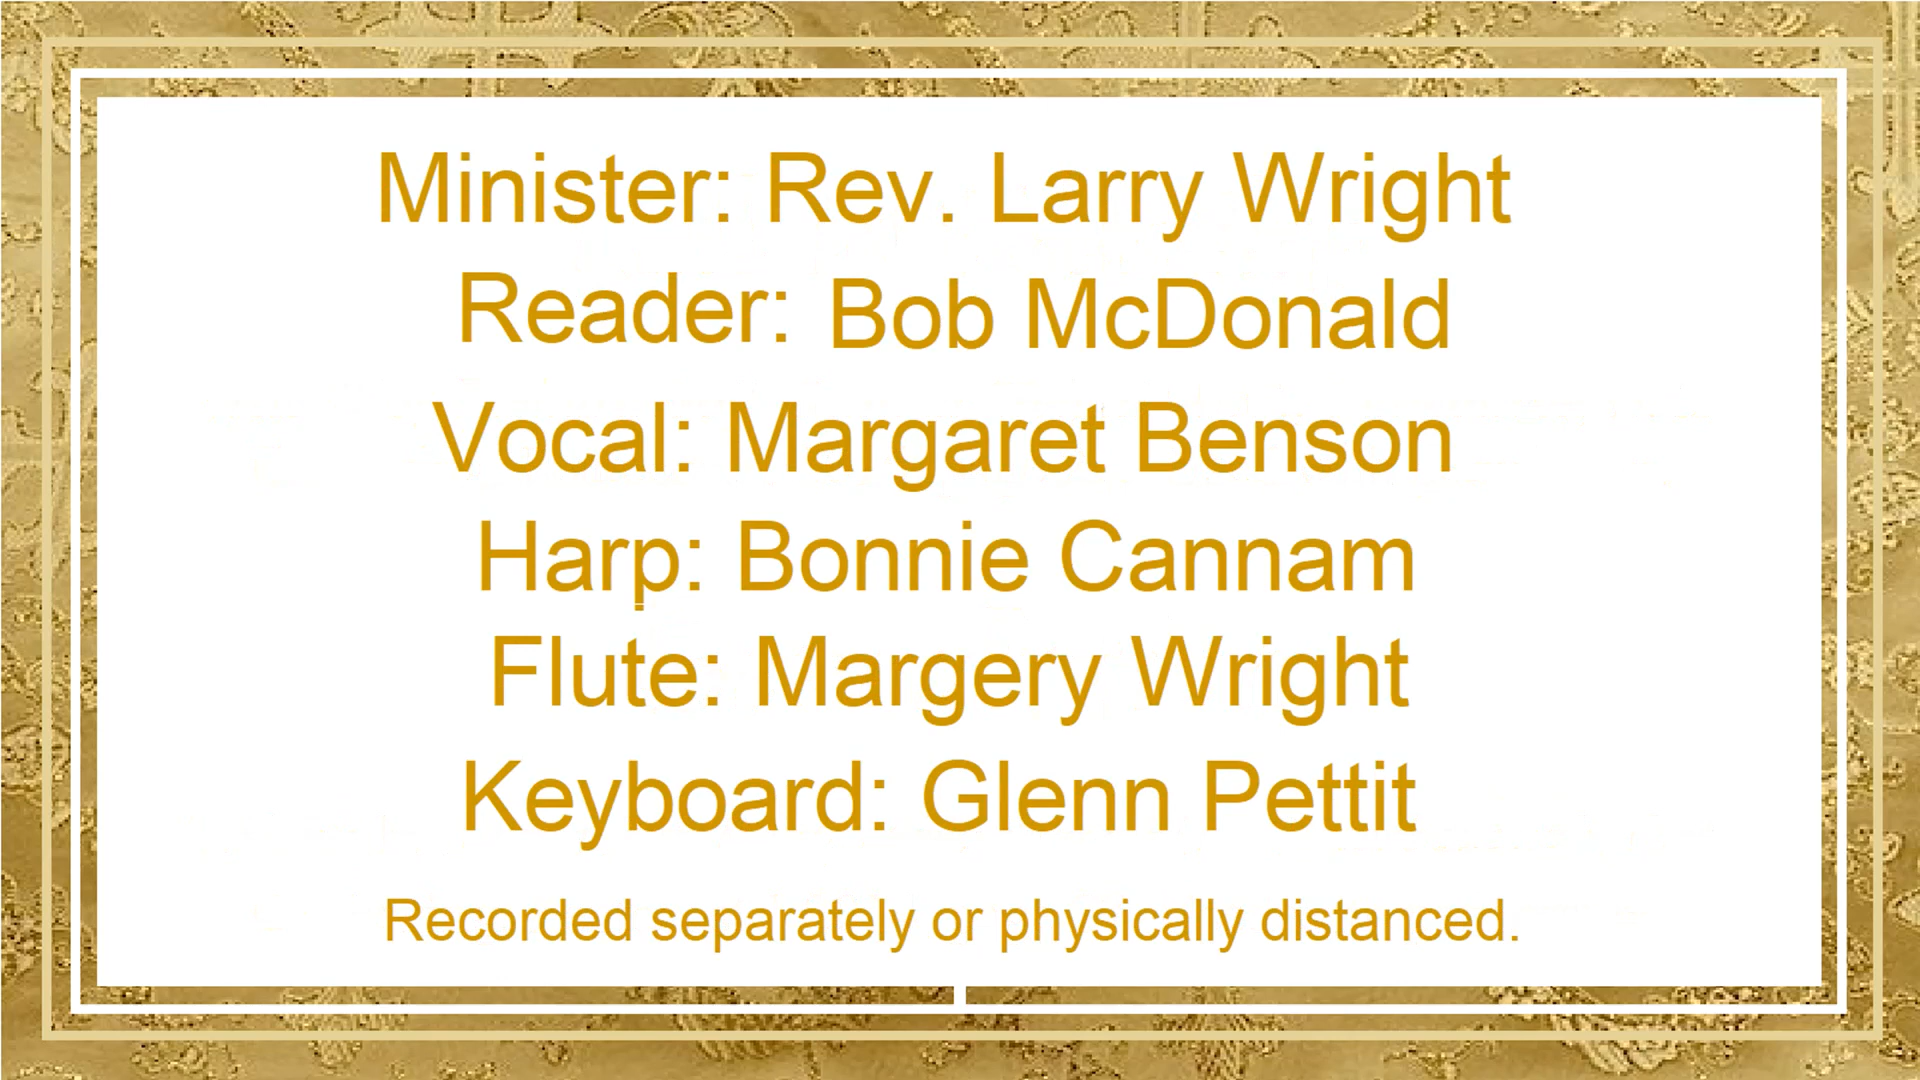 Minister: Rev. Larry Wright
Reader: Bob McDonald
Vocal: Margaret Benson
Harp: Bonnie Cannam
Flute: Margery Wright
Keyboard: Glenn Pettit
Recorded separately or physically distanced.